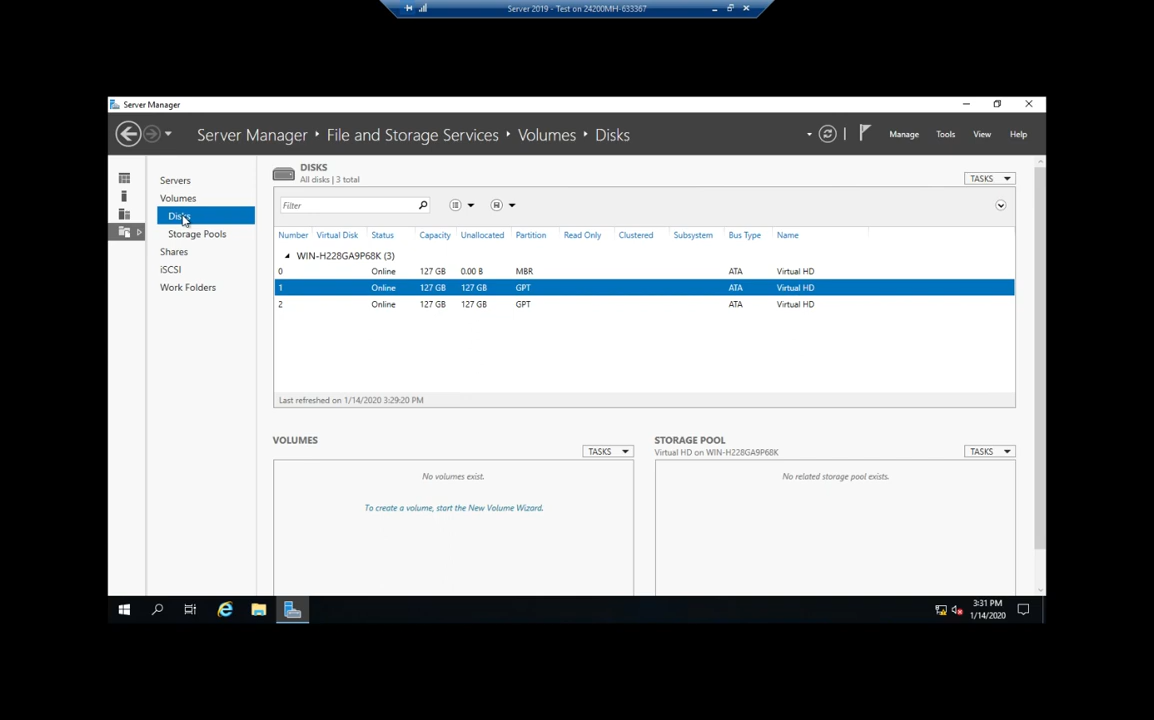 Server 2019 - Test on 24200MH-633367
Server Manager
Server Manager ‣ File and Storage Services ‣ Volumes ‣ Disks
Manage Tools View Help
Servers
Volumes
Disks
Storage Pools
Shares
iSCSI
Work Folders
DISKS
All disks | 3 total
TASKS
Filter
Number Virtual Disk Status Capacity Unallocated Partition Read Only Clustered Subsystem Bus Type Name
WIN-H228GA9P68K (3)
0 Online 127 GB 0.00 B MBR ATA Virtual HD
1 Online 127 GB 127 GB GPT ATA Virtual HD
2 Online 127 GB 127 GB GPT ATA Virtual HD
Last refreshed on 1/14/2020 3:29:20 PM
VOLUMES
TASKS
No volumes exist.
To create a volume, start the New Volume Wizard.
STORAGE POOL
Virtual HD on WIN-H228GA9P68K
TASKS
No related storage pool exists.
3:31 PM
1/14/2020